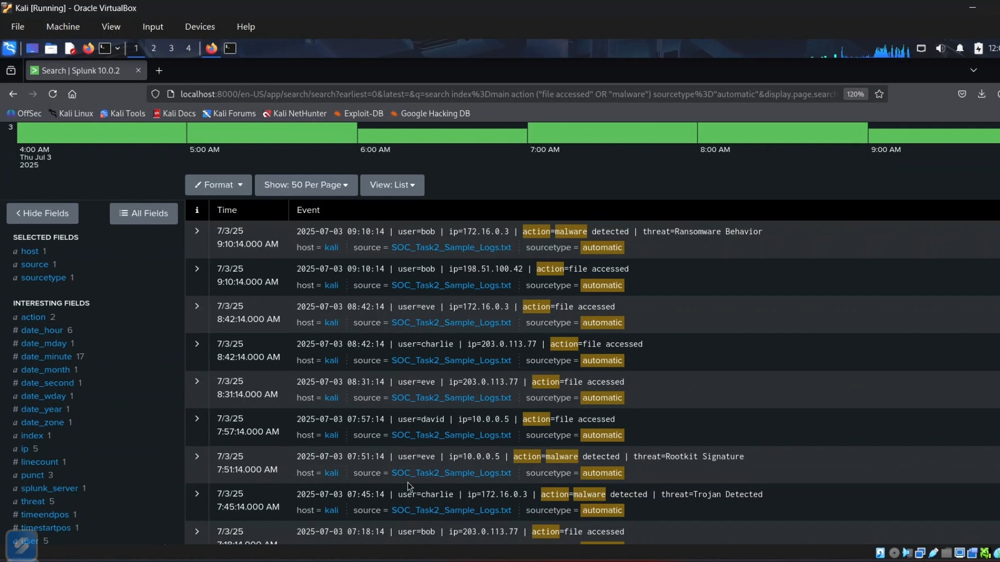 Kali [Running] - Oracle VirtualBox
File Machine View Input Devices Help
1 2 3 4
Search | Splunk 10.0.2
localhost:8000/en-US/app/search/search?earliest=0&latest=&q=search index%3Dmain action ("file accessed" OR "malware") sourcetype%3D"automatic"&display.page.search 120%
OffSec Kali Linux Kali Tools Kali Docs Kali Forums Kali NetHunter Exploit-DB Google Hacking DB
3
4:00 AM 5:00 AM 6:00 AM 7:00 AM 8:00 AM 9:00 AM
Thu Jul 3
2025
Format Show: 50 Per Page View: List
Hide Fields All Fields
SELECTED FIELDS
a host 1
a source 1
a sourcetype 1
INTERESTING FIELDS
a action 2
# date_hour 6
# date_mday 1
# date_minute 17
a date_month 1
# date_second 1
a date_wday 1
# date_year 1
a date_zone 1
a index 1
a ip 5
# linecount 1
a punct 3
a splunk_server 1
a threat 5
# timeendpos 1
# timestartpos 1
user 5
i Time Event
7/3/25 2025-07-03 09:10:14 | user=bob | ip=172.16.0.3 | action=malware detected | threat=Ransomware Behavior
9:10:14.000 AM host = kali source = SOC_Task2_Sample_Logs.txt sourcetype = automatic
7/3/25 2025-07-03 09:10:14 | user=bob | ip=198.51.100.42 | action=file accessed
9:10:14.000 AM host = kali source = SOC_Task2_Sample_Logs.txt sourcetype = automatic
7/3/25 2025-07-03 08:42:14 | user=eve | ip=172.16.0.3 | action=file accessed
8:42:14.000 AM host = kali source = SOC_Task2_Sample_Logs.txt sourcetype = automatic
7/3/25 2025-07-03 08:42:14 | user=charlie | ip=203.0.113.77 | action=file accessed
8:42:14.000 AM host = kali source = SOC_Task2_Sample_Logs.txt sourcetype = automatic
7/3/25 2025-07-03 08:31:14 | user=eve | ip=203.0.113.77 | action=file accessed
8:31:14.000 AM host = kali source = SOC_Task2_Sample_Logs.txt sourcetype = automatic
7/3/25 2025-07-03 07:57:14 | user=david | ip=10.0.0.5 | action=file accessed
7:57:14.000 AM host = kali source = SOC_Task2_Sample_Logs.txt sourcetype = automatic
7/3/25 2025-07-03 07:51:14 | user=eve | ip=10.0.0.5 | action=malware detected | threat=Rootkit Signature
7:51:14.000 AM host = kali source = SOC_Task2_Sample_Logs.txt sourcetype = automatic
7/3/25 2025-07-03 07:45:14 | user=charlie | ip=172.16.0.3 | action=malware detected | threat=Trojan Detected
7:45:14.000 AM host = kali source = SOC_Task2_Sample_Logs.txt sourcetype = automatic
7/3/25 2025-07-03 07:18:14 | user=bob | ip=203.0.113.77 | action=file accessed
7:18:14.000 AM